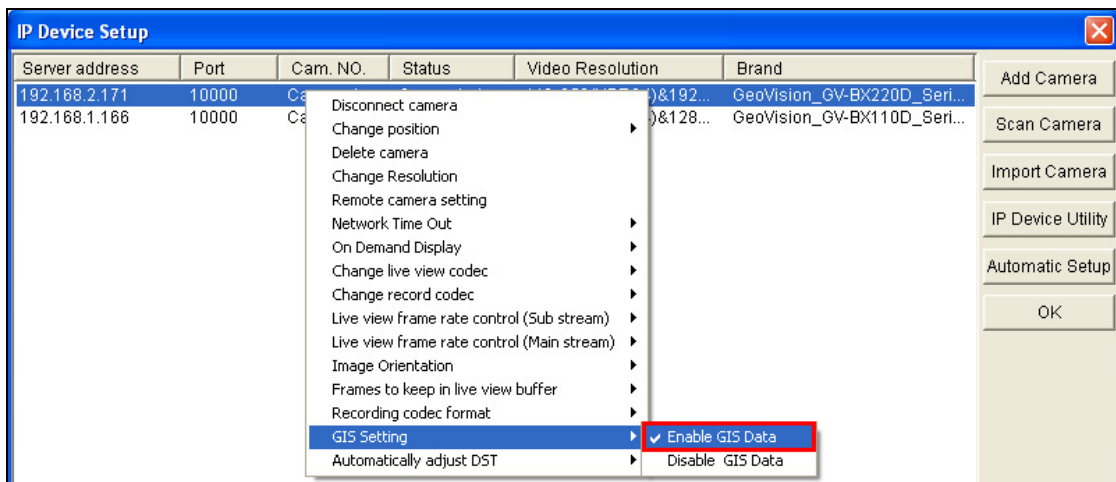 IP Device Setup
Server address Port Cam. NO. Status Video Resolution Brand
192.168.2.171 10000 GeoVision_GV-BX220D_Seri...
192.168.1.166 10000 )&128... GeoVision_GV-BX110D_Seri...
Disconnect camera
Change position
Delete camera
Change Resolution
Remote camera setting
Network Time Out
On Demand Display
Change live view codec
Change record codec
Live view frame rate control (Sub stream)
Live view frame rate control (Main stream)
Image Orientation
Frames to keep in live view buffer
Recording codec format
GIS Setting
Automatically adjust DST
Enable GIS Data
Disable GIS Data
Add Camera
Scan Camera
Import Camera
IP Device Utility
Automatic Setup
OK